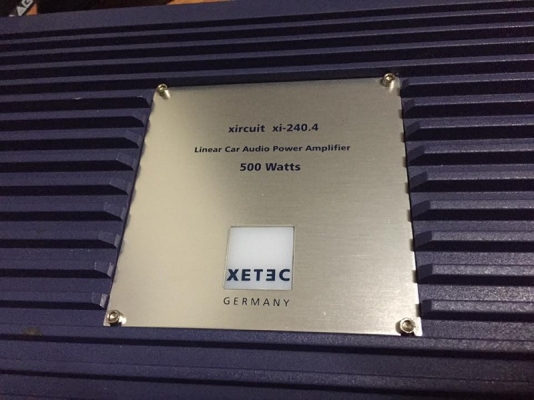 xircuit xi-240.4
Linear Car Audio Power Amplifier
500 Watts
XETEC
GERMANY